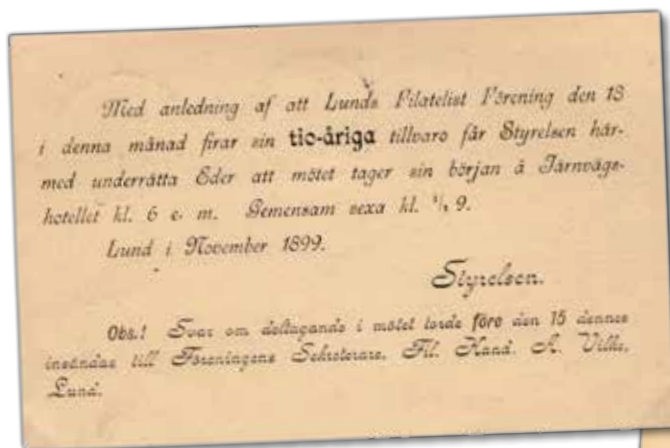 Med anledning af att Lunds Filatelist Förening den 18
i denna månad firar sin tio-åriga tillvaro får Styrelsen här-
med underrätta Eder att mötet tager sin början å Järnvägs-
hotellet kl. 6 e. m. Gemensam sexa kl. ½ 9.
Lund i November 1899.
Styrelsen.
Obs.! Svar om deltagande i mötet torde före den 15 dennes
insändas till Föreningens Sekreterare, Fil. Kand. A.
Lund.